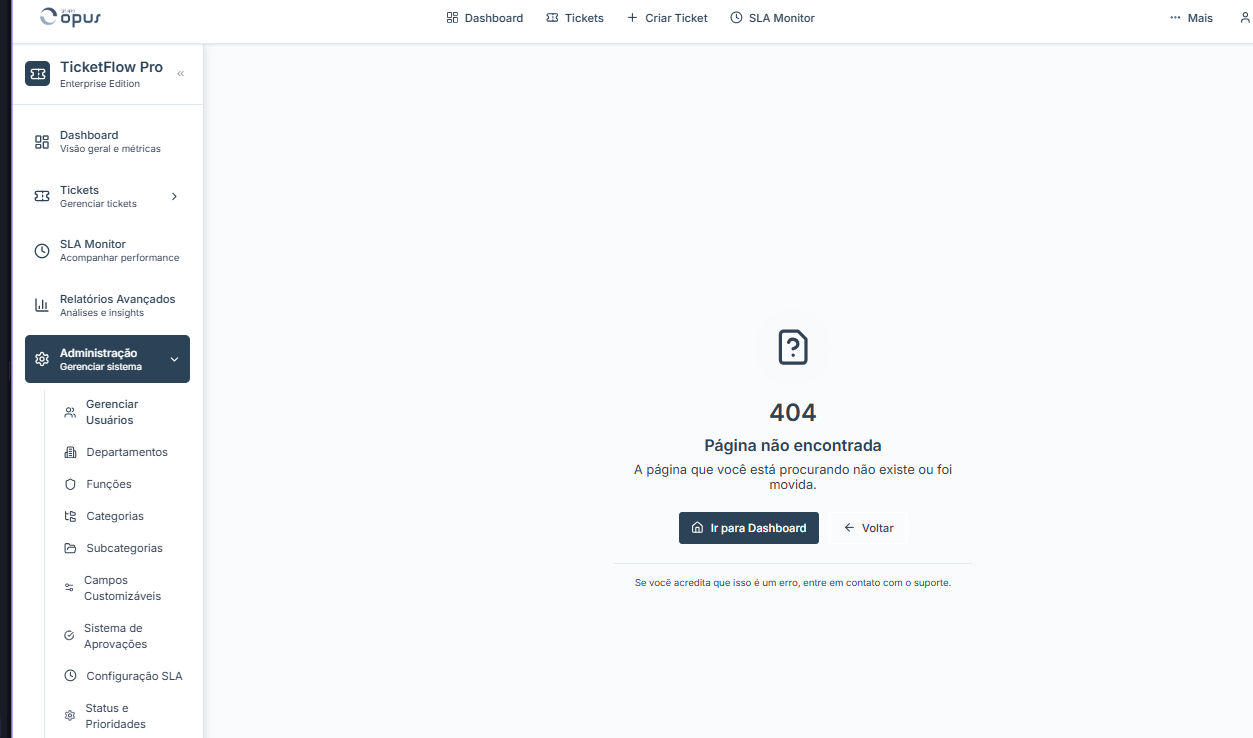 grupo
opus
Dashboard
Tickets
Criar Ticket
SLA Monitor
Mais
TicketFlow Pro
Enterprise Edition
Dashboard
Visão geral e métricas
Tickets
Gerenciar tickets
SLA Monitor
Acompanhar performance
Relatórios Avançados
Análises e insights
Administração
Gerenciar sistema
Gerenciar
Usuários
Departamentos
Funções
Categorias
Subcategorias
Campos
Customizáveis
Sistema de
Aprovações
Configuração SLA
Status e
Prioridades
404
Página não encontrada
A página que você está procurando não existe ou foi
movida.
Ir para Dashboard
Voltar
Se você acredita que isso é um erro, entre em contato com o suporte.